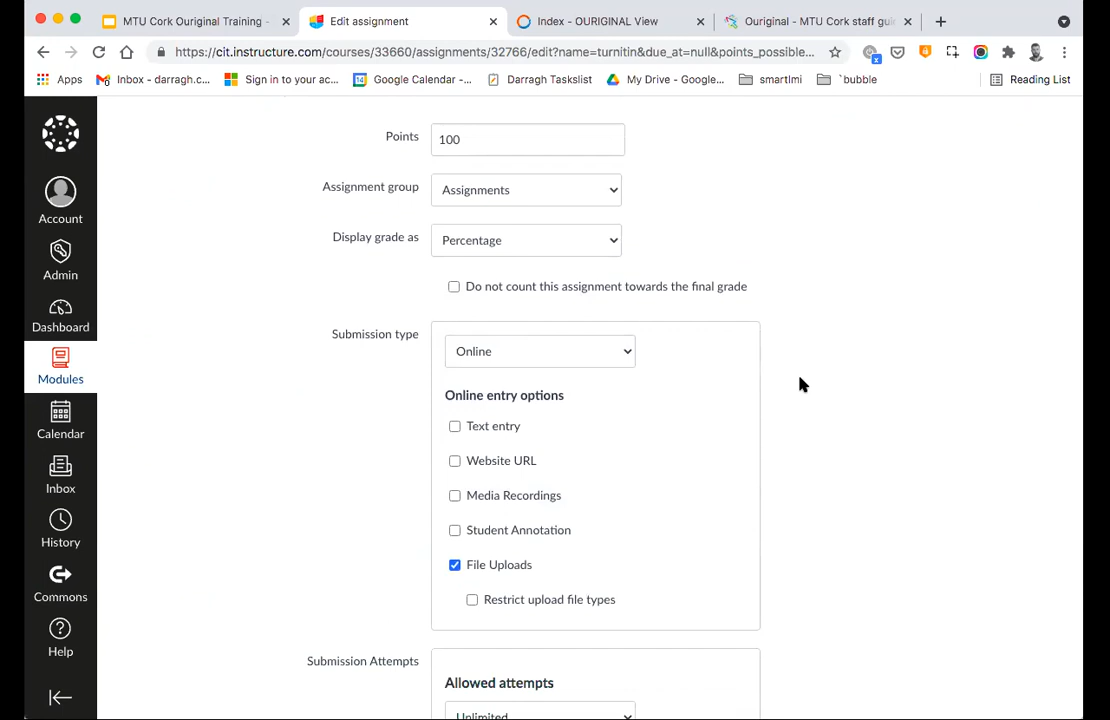 MTU Cork Ouriginal Training -
Edit assignment
Index - OURIGINAL View
Ouriginal - MTU Cork staff gui
https://cit.instructure.com/courses/33660/assignments/32766/edit?name=turnitin&due_at=null&points_possible...
Apps
Inbox - darragh.c...
Sign in to your ac...
Google Calendar -...
Darragh Taskslist
My Drive - Google...
smartlmi
`bubble
Reading List
Account
Admin
Dashboard
Modules
Calendar
Inbox
History
Commons
Help
Points
100
Assignment group
Assignments
Display grade as
Percentage
Do not count this assignment towards the final grade
Submission type
Online
Online entry options
Text entry
Website URL
Media Recordings
Student Annotation
File Uploads
Restrict upload file types
Submission Attempts
Allowed attempts
Unlimited